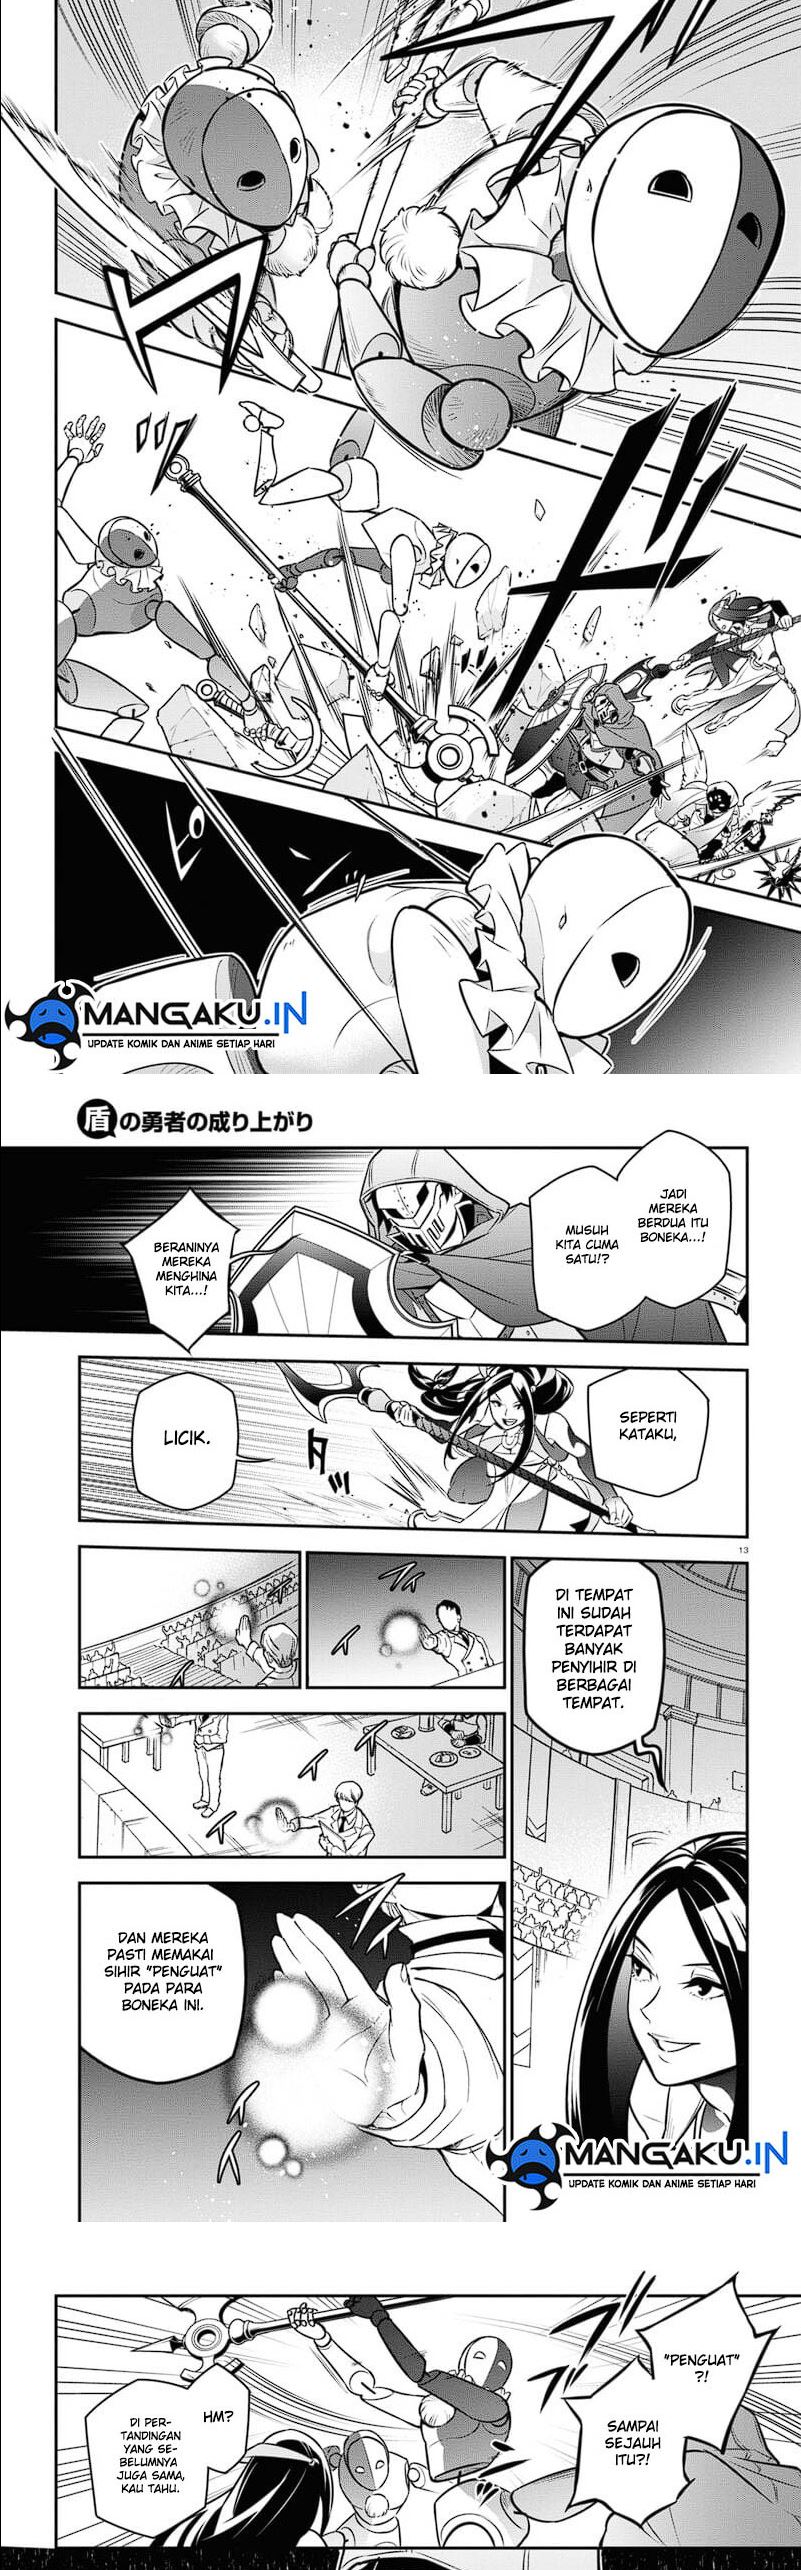 MANGAKU.IN
UPDATE KOMIK DAN ANIME SETIAP HARI
盾の勇者の成り上がり
JADI
MEREKA
BERDUA ITU
BONEKA...!
MUSUH
KITA CUMA
SATU!?
BERANINYA
MEREKA
MENGHINA
KITA...!
SEPERTI
KATAKU,
LICIK.
13
DI TEMPAT
INI SUDAH
TERDAPAT
BANYAK
PENYIHIR DI
BERBAGAI
TEMPAT.
DAN MEREKA
PASTI MEMAKAI
SIHIR "PENGUAT"
PADA PARA
BONEKA INI.
MANGAKU.IN
UPDATE KOMIK DAN ANIME SETIAP HARI
"PENGUAT"
?!
SAMPAI
SEJAUH
ITU?!
HM?
DI PER-
TANDINGAN
YANG SE-
BELUMNYA
JUGA SAMA,
KAU TAHU.